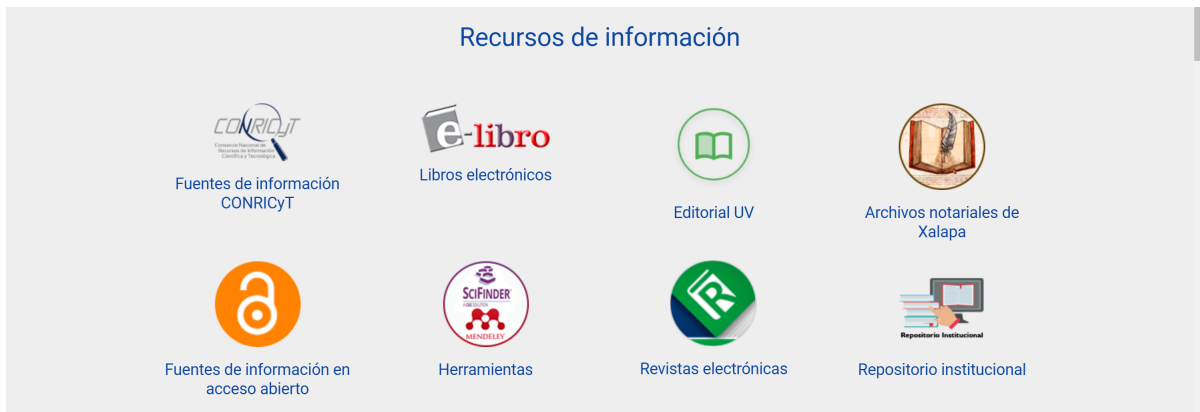 Recursos de información
CONRICyT
Consorcio Nacional de
Recursos de Información
Científica y Tecnológica
Fuentes de información
CONRICyT
e-libro
Libros electrónicos
Editorial UV
Archivos notariales de
Xalapa
Fuentes de información en
acceso abierto
SCIFINDER
A CAS SOLUTION
MENDELEY
Herramientas
R
Revistas electrónicas
Repositorio Institucional
Repositorio institucional